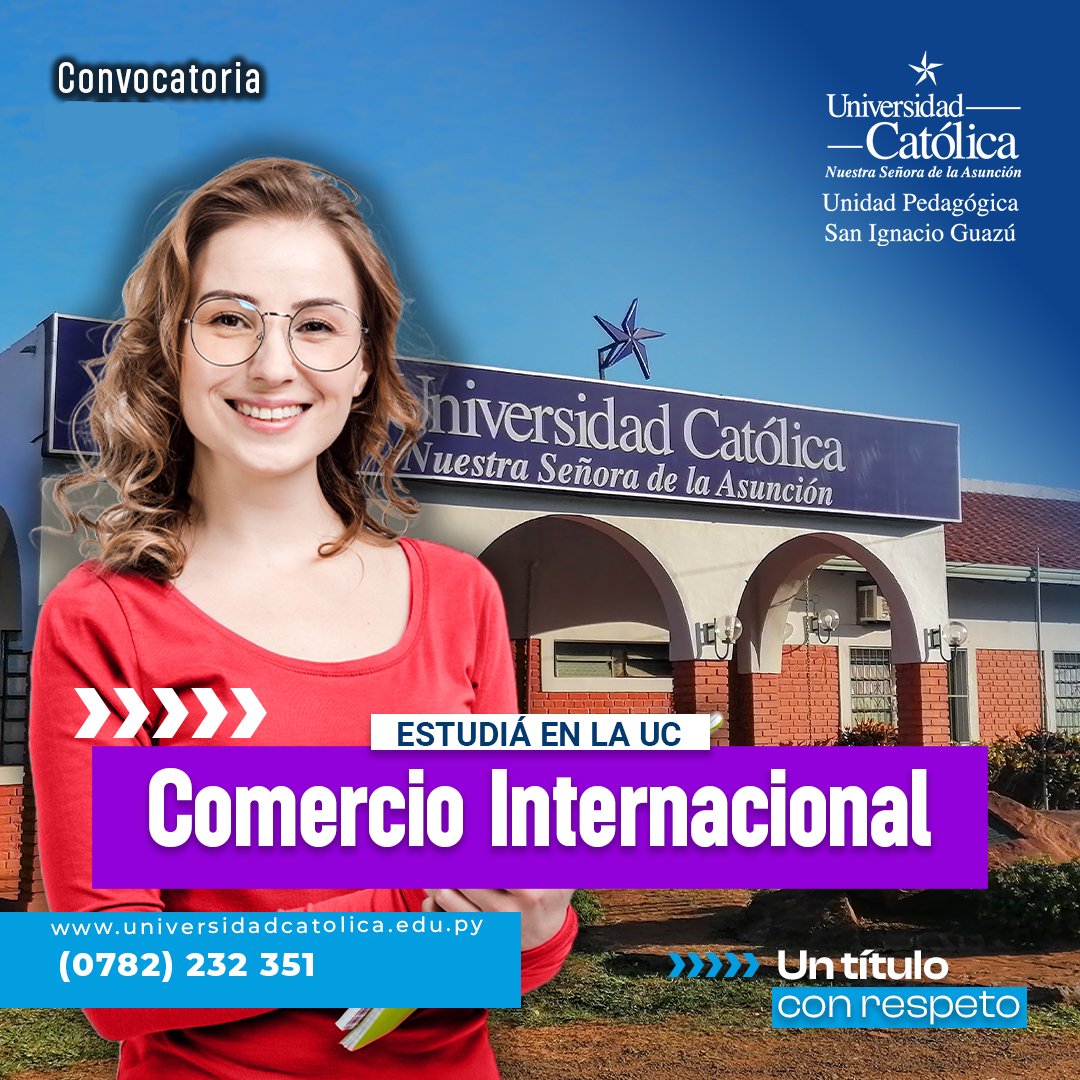 Convocatoria
Universidad
Católica
Nuestra Señora de la Asunción
Unidad Pedagógica
San Ignacio Guazú
Universidad Católica
Nuestra Señora de la Asunción
ESTUDIÁ EN LA UC
Comercio Internacional
www.universidadcatolica.edu.py
(0782) 232 351
Un título
con respeto